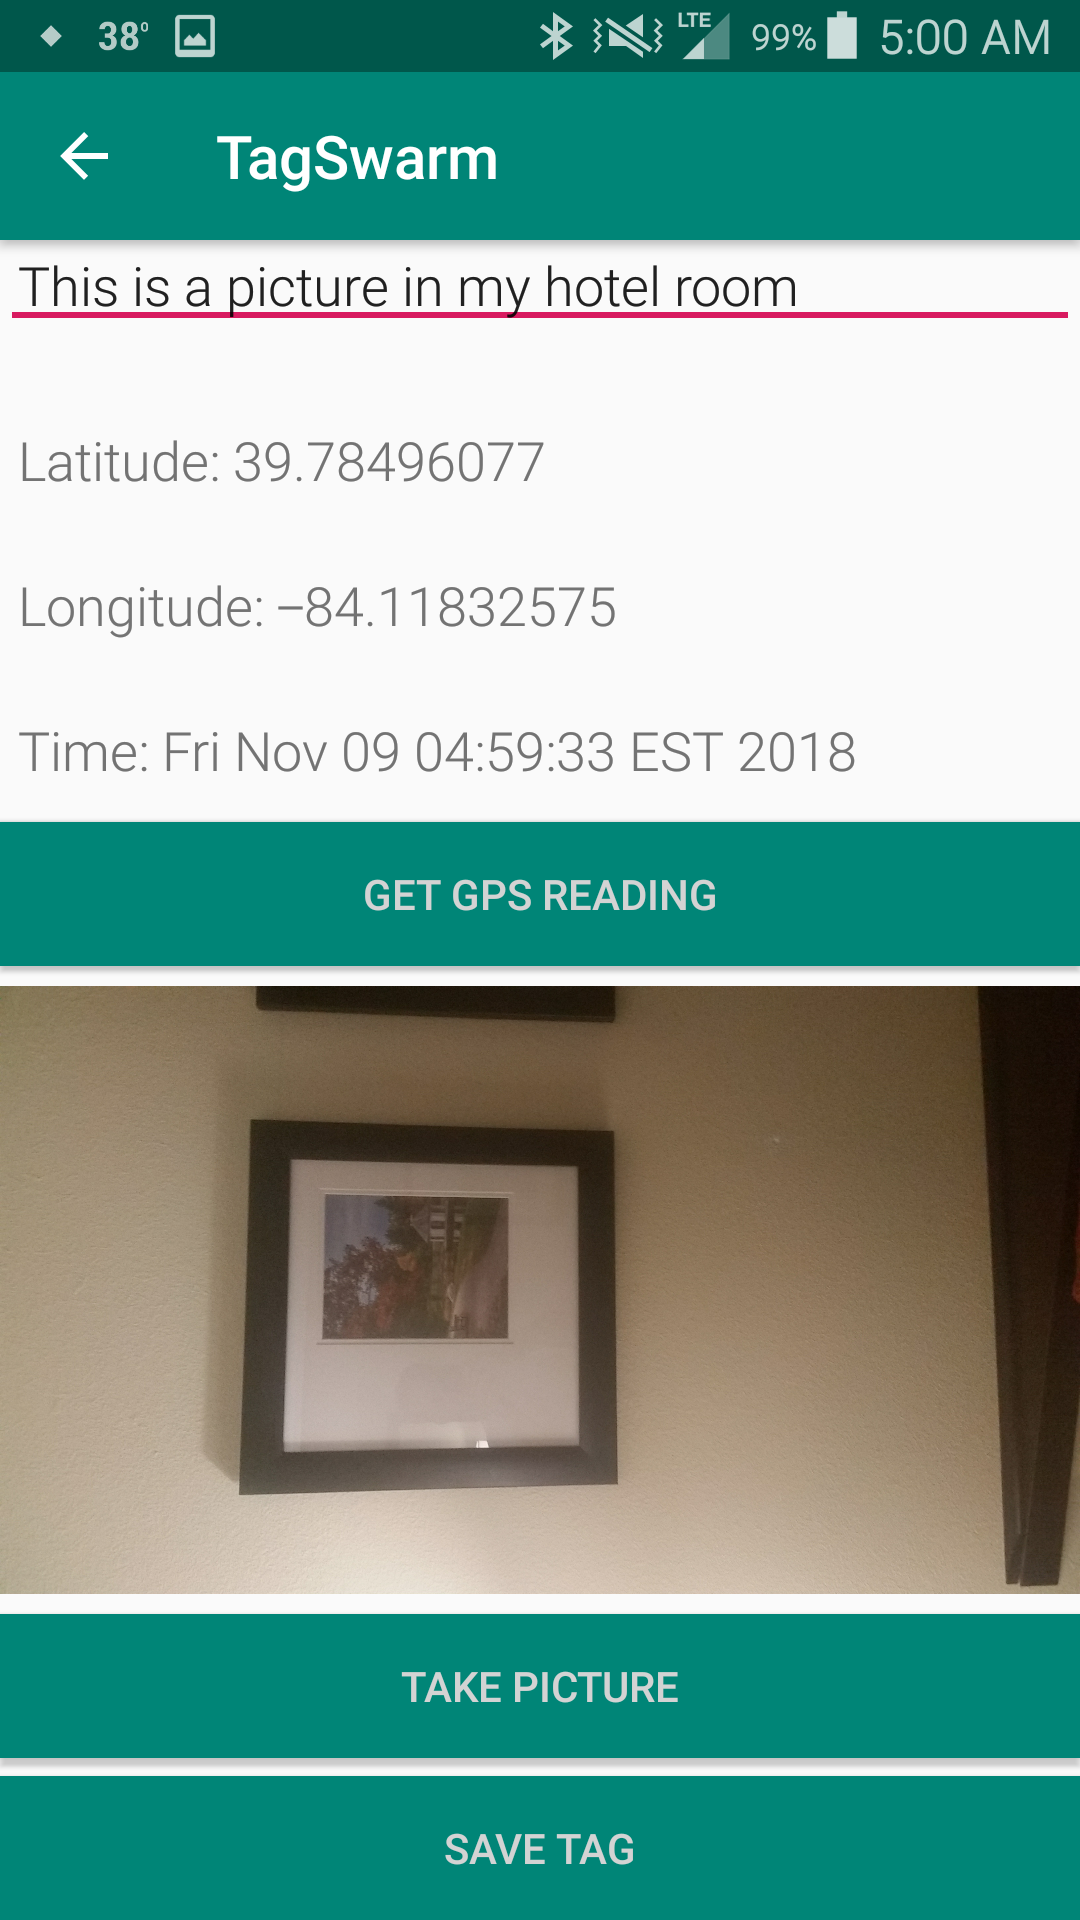 38° LTE 99% 5:00 AM
TagSwarm
This is a picture in my hotel room
Latitude: 39.78496077
Longitude: -84.11832575
Time: Fri Nov 09 04:59:33 EST 2018
GET GPS READING
TAKE PICTURE
SAVE TAG